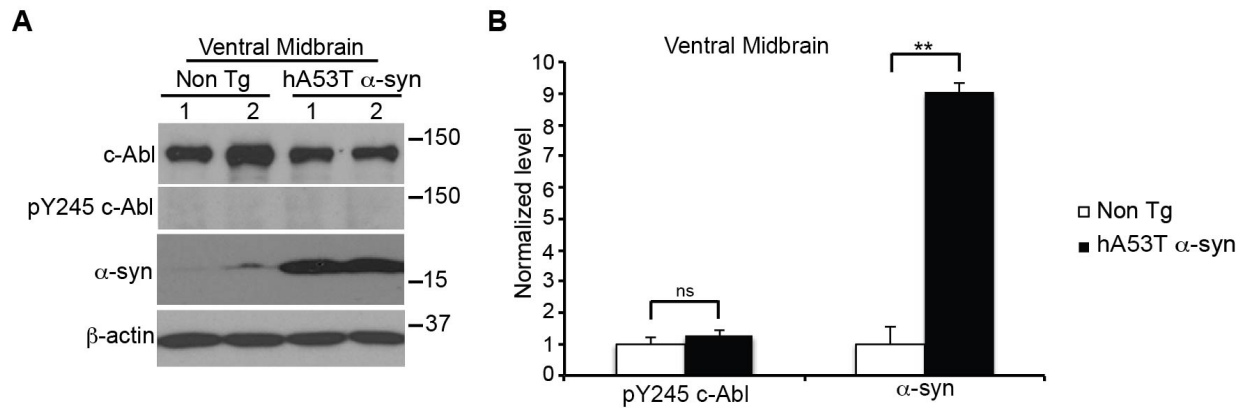 A
Ventral Midbrain
Non Tg hA53T α-syn
1 2 1 2
c-Abl
150
pY245 c-Abl
150
α-syn
15
β-actin
37
B
Ventral Midbrain
Normalized level
10
9
8
7
6
5
4
3
2
1
0
ns
**
pY245 c-Abl
α-syn
Non Tg
hA53T α-syn